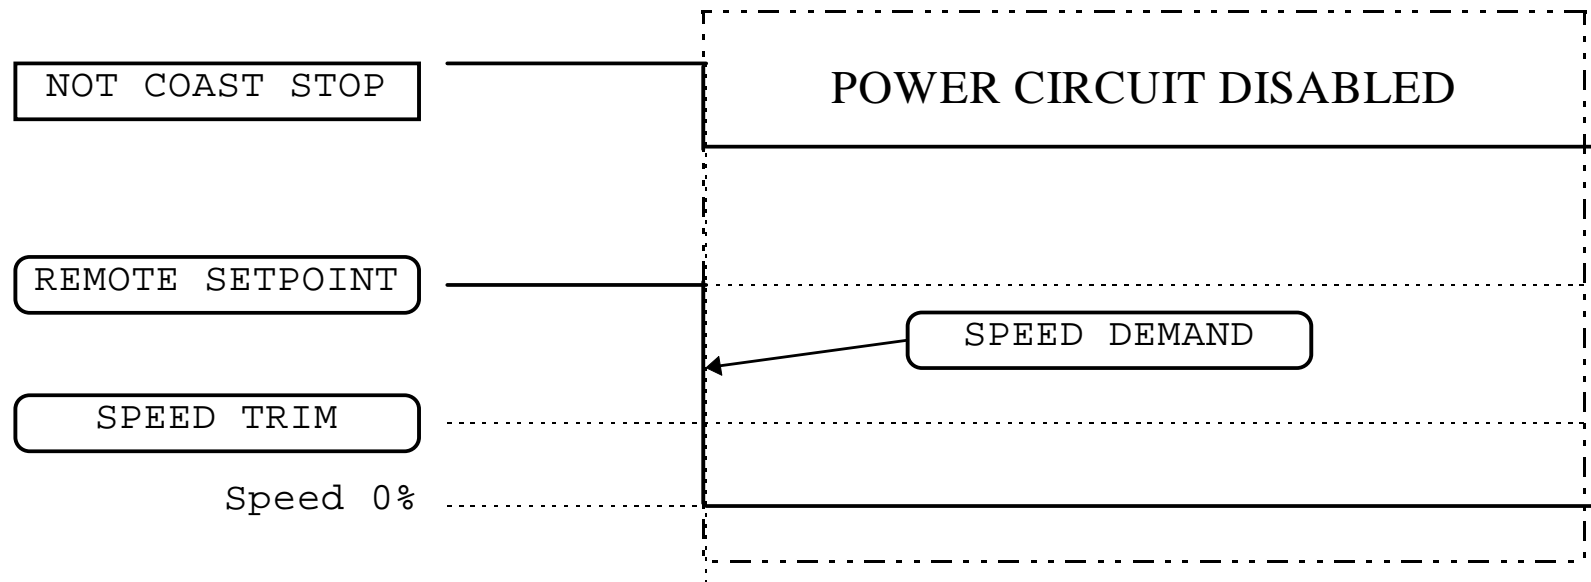 NOT COAST STOP
POWER CIRCUIT DISABLED
REMOTE SETPOINT
SPEED DEMAND
SPEED TRIM
Speed 0%